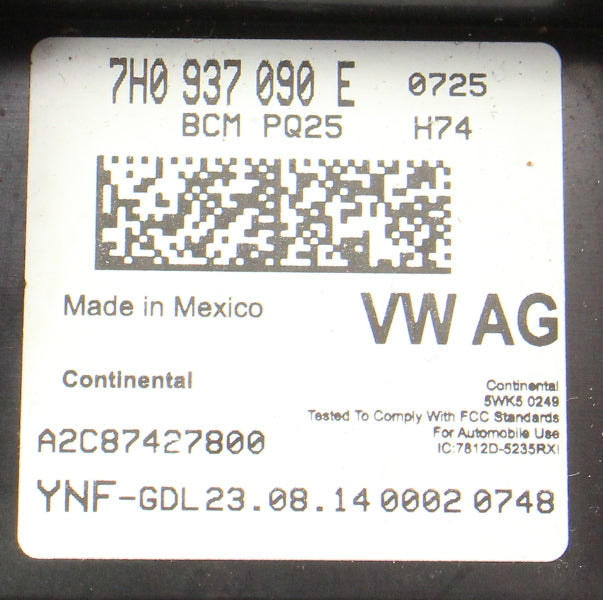 7H0 937 090 E 0725
BCM PQ25 H74
Made in Mexico
VW AG
Continental
Continental
5WK5 0249
Tested To Comply With FCC Standards
For Automobile Use
IC:7812D-5235RXI
A2C87427800
YNF-GDL 23.08.14 0002 0748